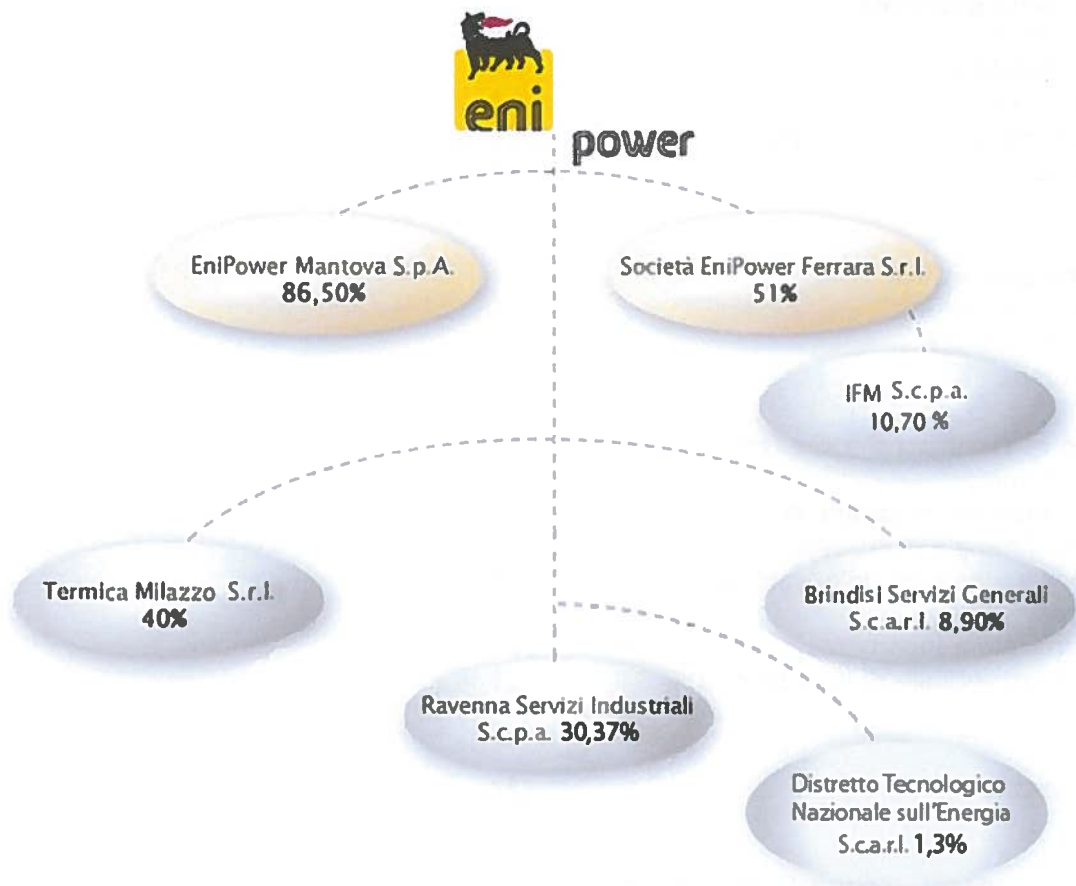 eni
power
EniPower Mantova S.p.A.
86,50%
Società EniPower Ferrara S.r.l.
51%
IFM S.c.p.a.
10,70 %
Termica Milazzo S.r.l.
40%
Brindisi Servizi Generali
S.c.a.r.l. 8,90%
Ravenna Servizi Industriali
S.c.p.a. 30,37%
Distretto Tecnologico
Nazionale sull'Energia
S.c.a.r.l. 1,3%